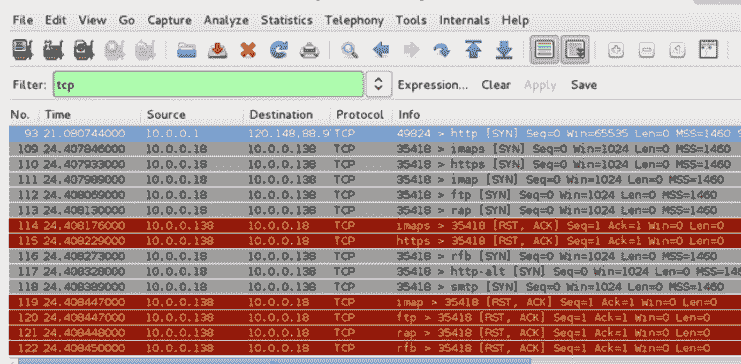 File Edit View Go Capture Analyze Statistics Telephony Tools Internals Help
Filter: tcp Expression... Clear Apply Save
No. Time Source Destination Protocol Info
93 21.080744000 10.0.0.1 120.148.88.9 TCP 49824 > http [SYN] Seq=0 Win=65535 Len=0 MSS=1460
109 24.407846000 10.0.0.18 10.0.0.138 TCP 35418 > imaps [SYN] Seq=0 Win=1024 Len=0 MSS=1460
110 24.407933000 10.0.0.18 10.0.0.138 TCP 35418 > https [SYN] Seq=0 Win=1024 Len=0 MSS=1460
111 24.407989000 10.0.0.18 10.0.0.138 TCP 35418 > imap [SYN] Seq=0 Win=1024 Len=0 MSS=1460
112 24.408069000 10.0.0.18 10.0.0.138 TCP 35418 > ftp [SYN] Seq=0 Win=1024 Len=0 MSS=1460
113 24.408130000 10.0.0.18 10.0.0.138 TCP 35418 > rap [SYN] Seq=0 Win=1024 Len=0 MSS=1460
114 24.408176000 10.0.0.138 10.0.0.18 TCP imaps > 35418 [RST, ACK] Seq=1 Ack=1 Win=0 Len=0
115 24.408229000 10.0.0.138 10.0.0.18 TCP https > 35418 [RST, ACK] Seq=1 Ack=1 Win=0 Len=0
116 24.408273000 10.0.0.18 10.0.0.138 TCP 35418 > rfb [SYN] Seq=0 Win=1024 Len=0 MSS=1460
117 24.408328000 10.0.0.18 10.0.0.138 TCP 35418 > http-alt [SYN] Seq=0 Win=1024 Len=0 MSS=
118 24.408389000 10.0.0.18 10.0.0.138 TCP 35418 > smtp [SYN] Seq=0 Win=1024 Len=0 MSS=1460
119 24.408447000 10.0.0.138 10.0.0.18 TCP imap > 35418 [RST, ACK] Seq=1 Ack=1 Win=0 Len=0
120 24.408447000 10.0.0.138 10.0.0.18 TCP ftp > 35418 [RST, ACK] Seq=1 Ack=1 Win=0 Len=0
121 24.408448000 10.0.0.138 10.0.0.18 TCP rap > 35418 [RST, ACK] Seq=1 Ack=1 Win=0 Len=0
122 24.408450000 10.0.0.138 10.0.0.18 TCP rfb > 35418 [RST, ACK] Seq=1 Ack=1 Win=0 Len=0